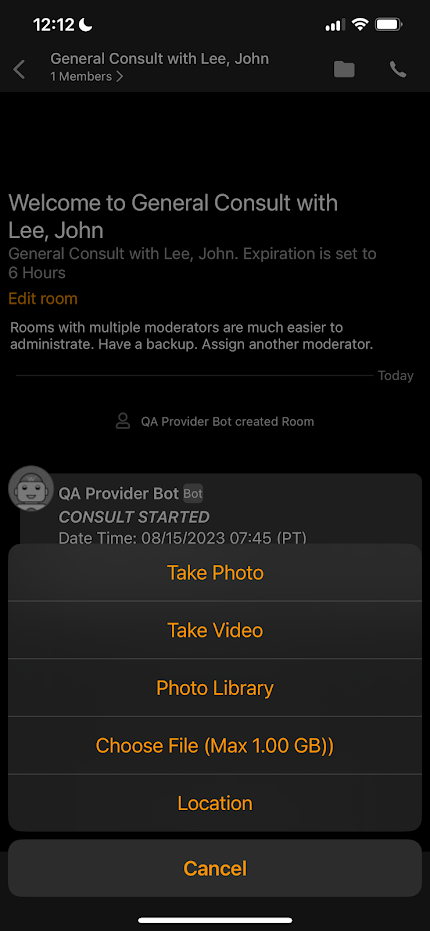 12:12
General Consult with Lee, John
1 Members
Welcome to General Consult with
Lee, John
General Consult with Lee, John. Expiration is set to
6 Hours
Edit room
Rooms with multiple moderators are much easier to
administrate. Have a backup. Assign another moderator.
Today
QA Provider Bot created Room
QA Provider Bot Bot
CONSULT STARTED
Date Time: 08/15/2023 07:45 (PT)
Take Photo
Take Video
Photo Library
Choose File (Max 1.00 GB))
Location
Cancel